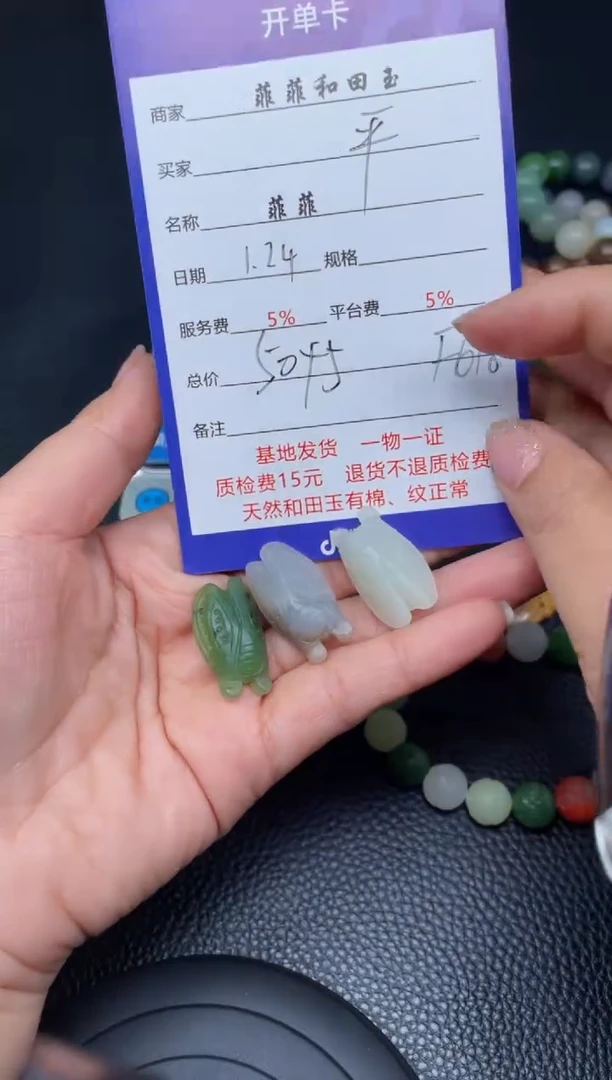 开单卡
商家 菲菲和田玉
买家 平
名称 菲菲
日期 1.24 规格
服务费 5% 平台费 5%
总价
备注
基地发货 一物一证
质检费15元 退货不退质检费
天然和田玉有棉、纹正常